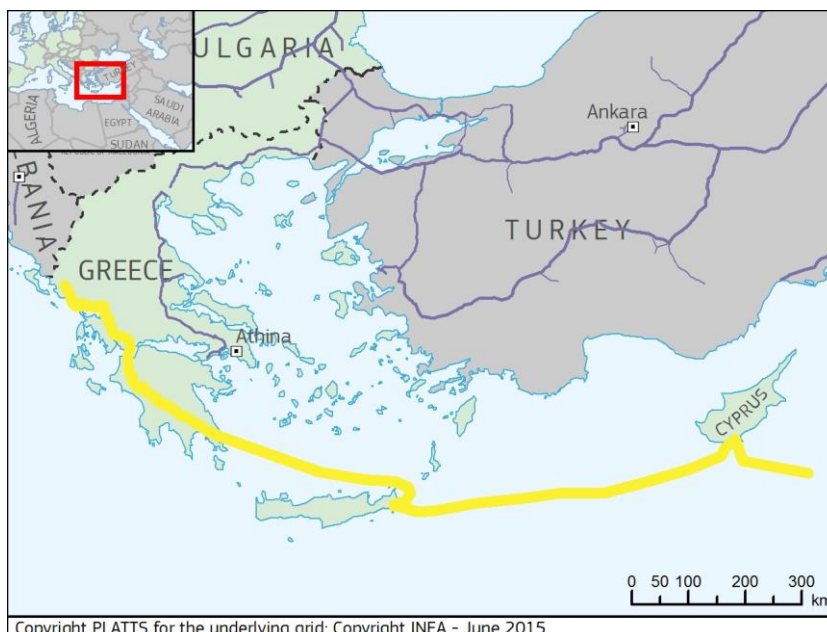 ULGARIA
TURKEY
ALGERIA
EGYPT
SAUDI
ARABIA
SUDAN
BANIA
Ankara
TURKEY
GREECE
Athina
CYPRUS
0 50 100 200 300
km
Copyright PLATTS for the underlying grid; Copyright INEA - June 2015